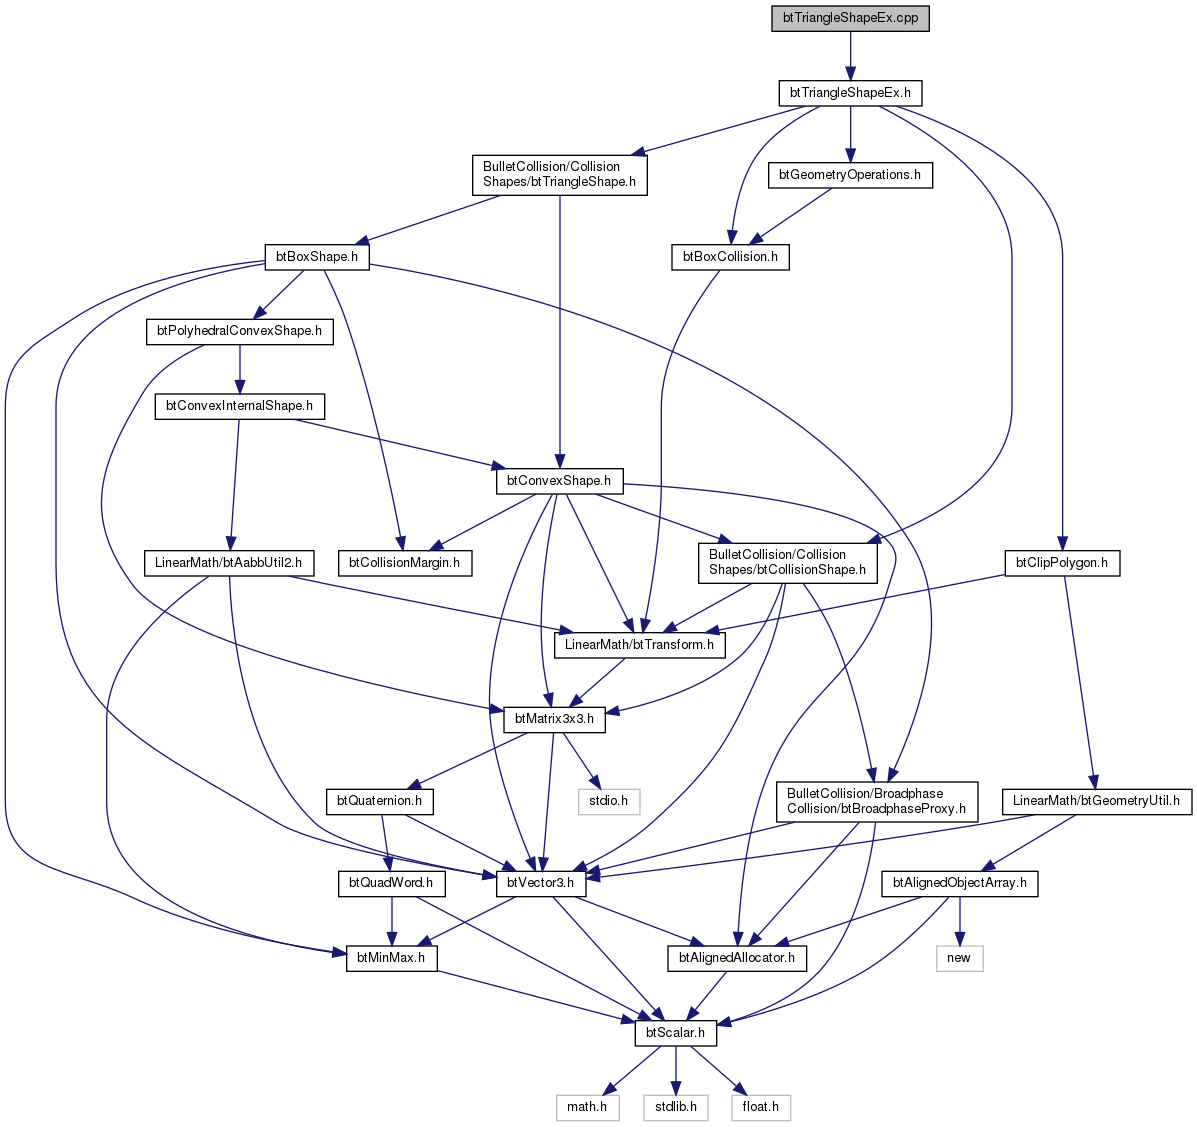 btTriangleShapeEx.cpp
btTriangleShapeEx.h
BulletCollision/Collision
Shapes/btTriangleShape.h
btGeometryOperations.h
btBoxShape.h
btBoxCollision.h
btPolyhedralConvexShape.h
btConvexInternalShape.h
btConvexShape.h
LinearMath/btAabbUtil2.h
btCollisionMargin.h
BulletCollision/Collision
Shapes/btCollisionShape.h
btClipPolygon.h
LinearMath/btTransform.h
btMatrix3x3.h
btQuaternion.h
stdio.h
BulletCollision/Broadphase
Collision/btBroadphaseProxy.h
LinearMath/btGeometryUtil.h
btQuadWord.h
btVector3.h
btAlignedObjectArray.h
btMinMax.h
btAlignedAllocator.h
new
btScalar.h
math.h
stdlib.h
float.h